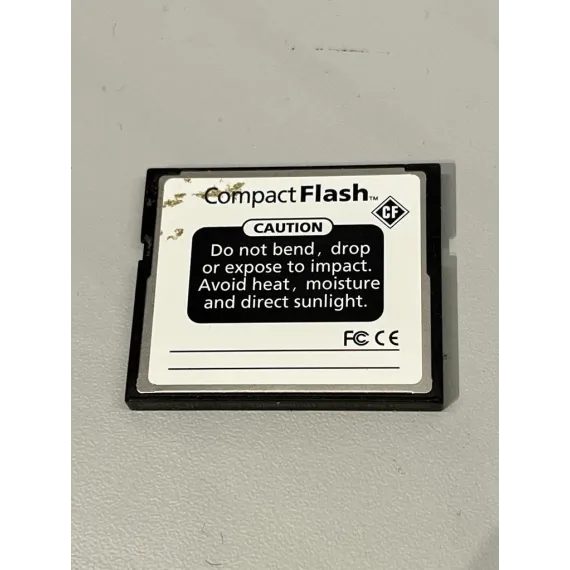 CompactFlash™
CF
CAUTION
Do not bend, drop
or expose to impact.
Avoid heat, moisture
and direct sunlight.
FC CE